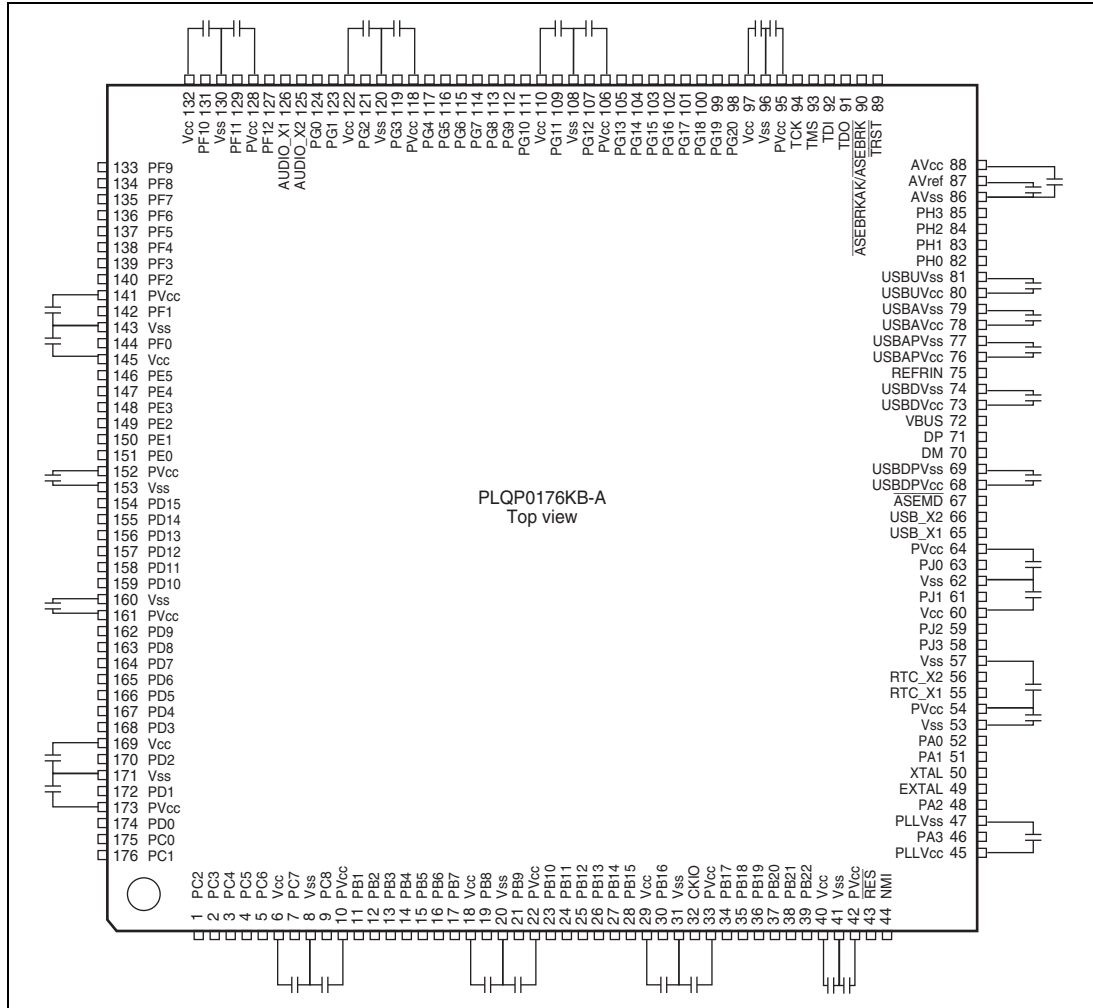 Vcc 132
PF10 131
Vss 130
PF11 129
PVcc 128
PF12 127
AUDIO_X1 126
AUDIO_X2 125
PG0 124
PG1 123
Vcc 122
PG2 121
Vss 120
PG3 119
PVcc 118
PG4 117
PG5 116
PG6 115
PG7 114
PG8 113
PG9 112
PG10 111
Vcc 110
PG11 109
Vss 108
PG12 107
PVcc 106
PG13 105
PG14 104
PG15 103
PG16 102
PG17 101
PG18 100
PG19 99
PG20 98
Vcc 97
Vss 96
PVcc 95
TCK 94
TMS 93
TDI 92
TDO 91
ASEBRKAK/ASEBRK 90
TRST 89
133 PF9
134 PF8
135 PF7
136 PF6
137 PF5
138 PF4
139 PF3
140 PF2
141 PVcc
142 PF1
143 Vss
144 PF0
145 Vcc
146 PE5
147 PE4
148 PE3
149 PE2
150 PE1
151 PE0
152 PVcc
153 Vss
154 PD15
155 PD14
156 PD13
157 PD12
158 PD11
159 PD10
160 Vss
161 PVcc
162 PD9
163 PD8
164 PD7
165 PD6
166 PD5
167 PD4
168 PD3
169 Vcc
170 PD2
171 Vss
172 PD1
173 PVcc
174 PD0
175 PC0
176 PC1
PLQP0176KB-A
Top view
AVcc 88
AVref 87
AVss 86
PH3 85
PH2 84
PH1 83
PH0 82
USBUVss 81
USBUVcc 80
USBAVss 79
USBAVcc 78
USBAPVss 77
USBAPVcc 76
REFRIN 75
USBDVss 74
USBDVcc 73
VBUS 72
DP 71
DM 70
USBDPVss 69
USBDPVcc 68
ASEMD 67
USB_X2 66
USB_X1 65
PVcc 64
PJ0 63
Vss 62
PJ1 61
Vcc 60
PJ2 59
PJ3 58
Vss 57
RTC_X2 56
RTC_X1 55
PVcc 54
Vss 53
PA0 52
PA1 51
XTAL 50
EXTAL 49
PA2 48
PLLVss 47
PA3 46
PLLVcc 45
1 PC2
2 PC3
3 PC4
4 PC5
5 PC6
6 Vcc
7 PC7
8 Vss
9 PC8
10 PVcc
11 PB1
12 PB2
13 PB3
14 PB4
15 PB5
16 PB6
17 PB7
18 Vcc
19 PB8
20 Vss
21 PB9
22 PVcc
23 PB10
24 PB11
25 PB12
26 PB13
27 PB14
28 PB15
29 Vcc
30 PB16
31 Vss
32 CKIO
33 PVcc
34 PB17
35 PB18
36 PB19
37 PB20
38 PB21
39 PB22
40 Vcc
41 Vss
42 PVcc
43 RES
44 NMI